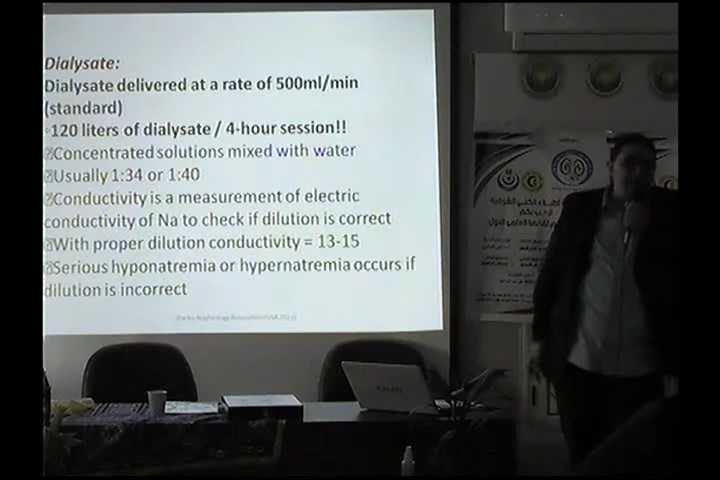 Dialysate:
Dialysate delivered at a rate of 500ml/min
(standard)
120 liters of dialysate / 4-hour session!!
Concentrated solutions mixed with water
Usually 1:34 or 1:40
Conductivity is a measurement of electric
conductivity of Na to check if dilution is correct
With proper dilution conductivity = 13-15
Serious hyponatremia or hypernatremia occurs if
dilution is incorrect